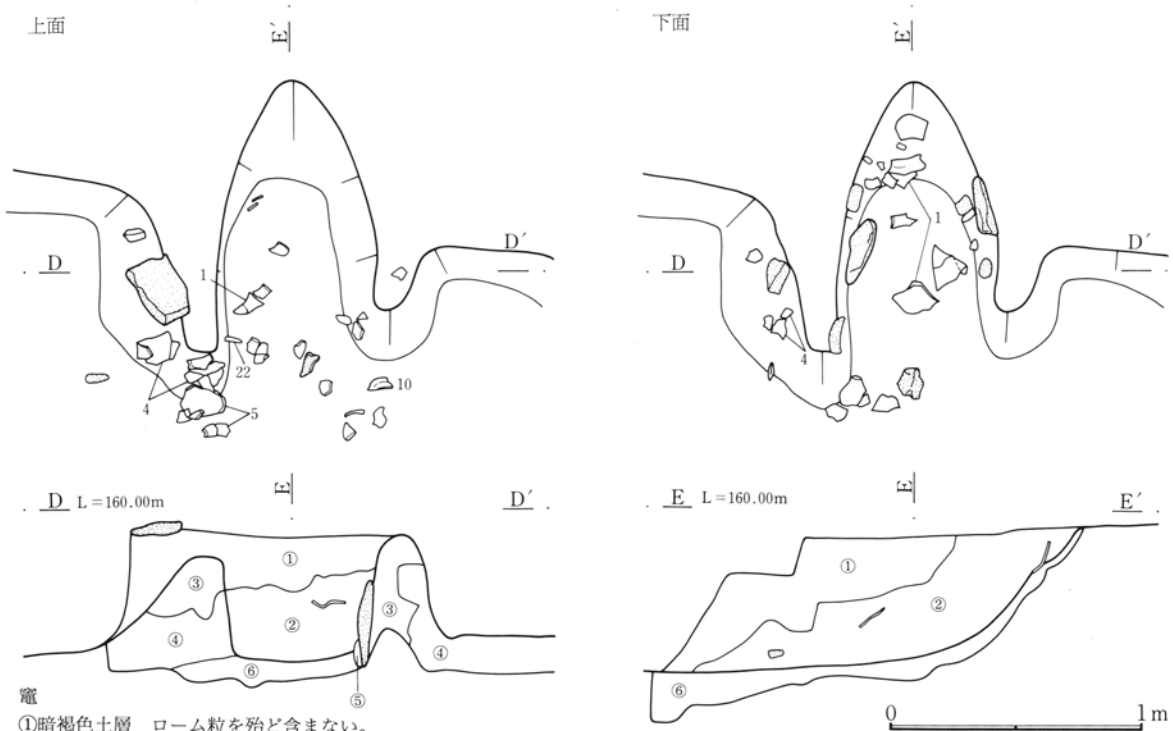 上面
E′
下面
E′
D
D′
1
22
4
5
10
D
D′
1
4
E
D L=160.00m
D′
①
③
②
③
④
④
⑥
⑤
E
E L=160.00m
E′
①
②
⑥
竈
①暗褐色土層 ローム粒を殆ど含まない。
0
1m